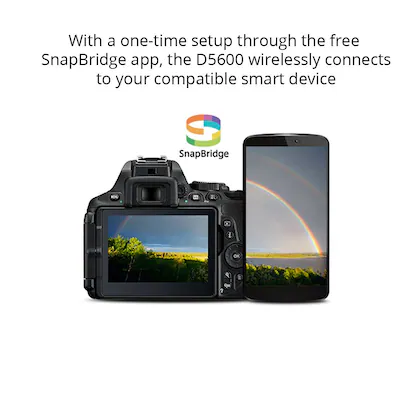 With a one-time setup through the free
SnapBridge app, the D5600 wirelessly connects
to your compatible smart device
SnapBridge